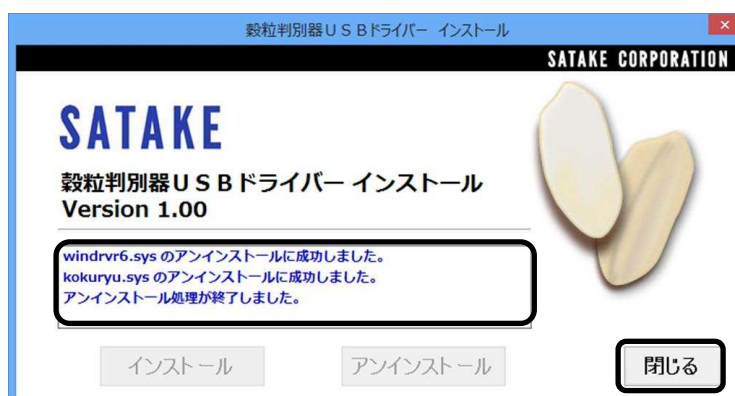 穀粒判別器ＵＳＢドライバー インストール
SATAKE CORPORATION
SATAKE
穀粒判別器ＵＳＢドライバー インストール
Version 1.00
windrvr6.sys のアンインストールに成功しました。
kokuryu.sys のアンインストールに成功しました。
アンインストール処理が終了しました。
インストール
アンインストール
閉じる